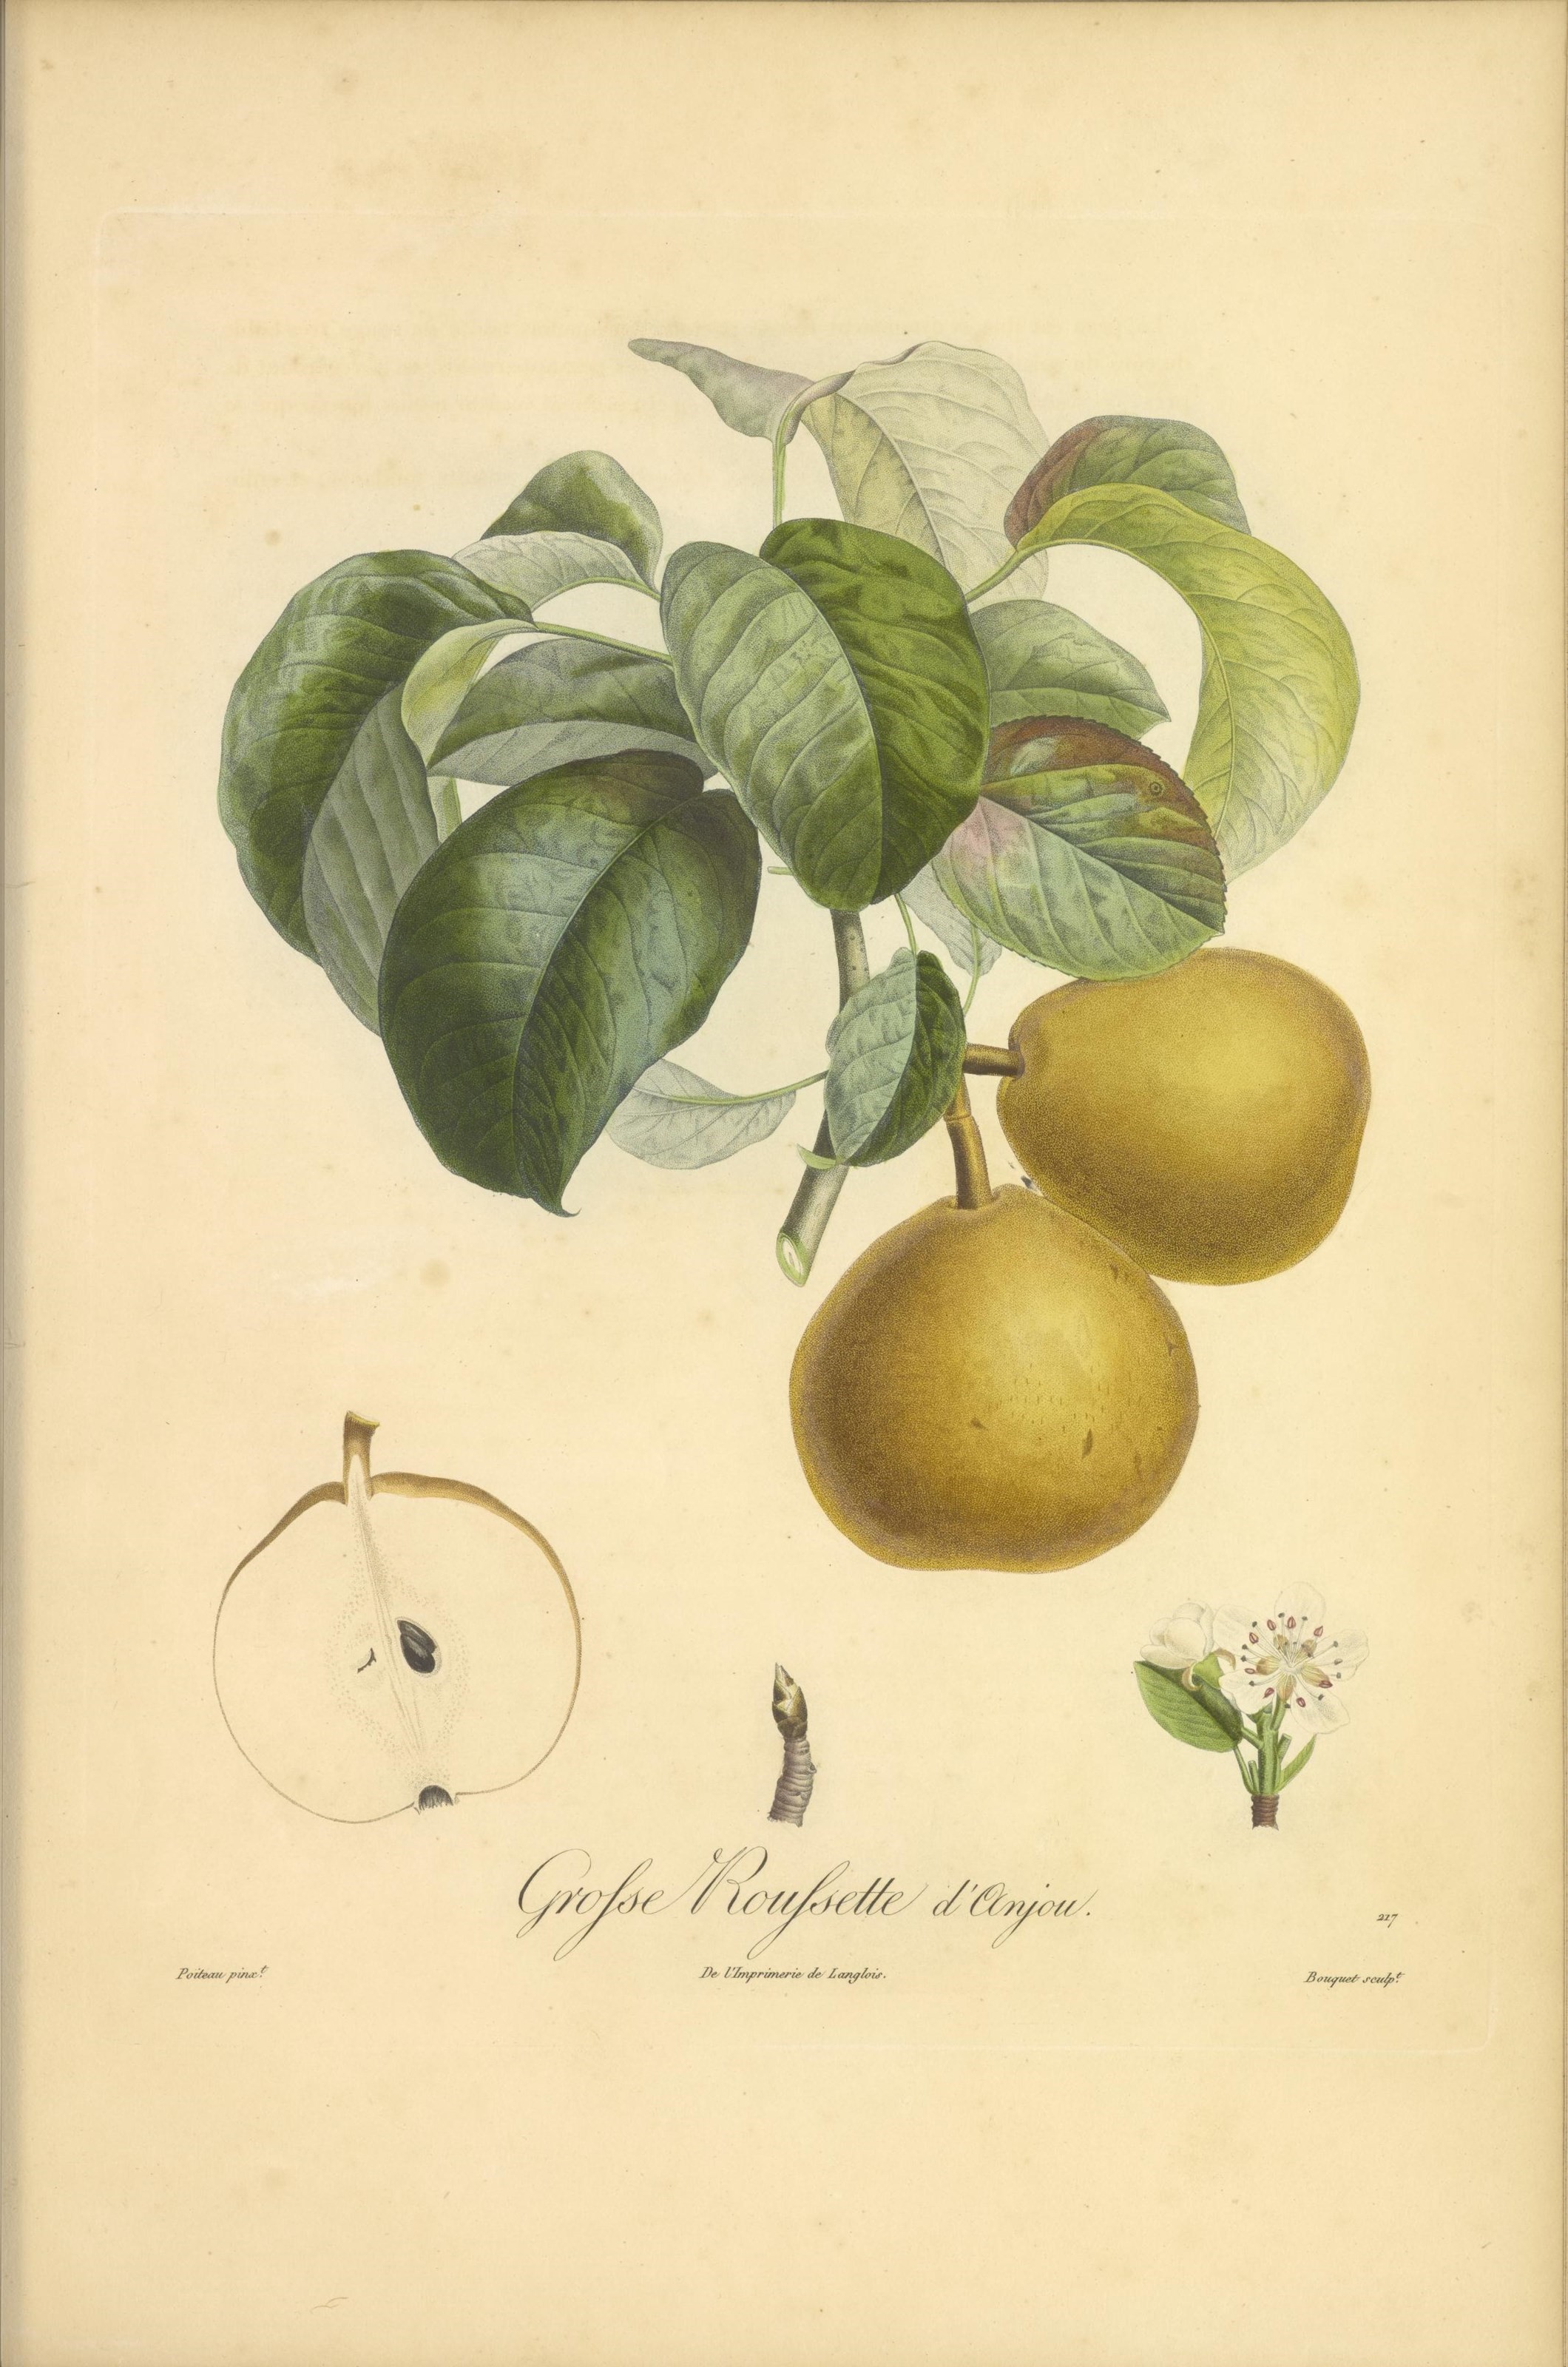 Groſse Rouſsette d'Anjou.
217
Poiteau pinx.t
De l'Imprimerie de Langlois.
Bouquet sculp.t